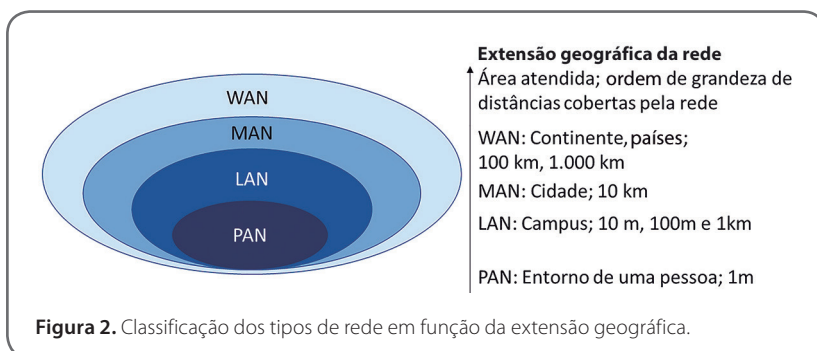 WAN
MAN
LAN
PAN
Extensão geográfica da rede
Área atendida; ordem de grandeza de
distâncias cobertas pela rede
WAN: Continente, países;
100 km, 1.000 km
MAN: Cidade; 10 km
LAN: Campus; 10 m, 100m e 1km
PAN: Entorno de uma pessoa; 1m
Figura 2. Classificação dos tipos de rede em função da extensão geográfica.